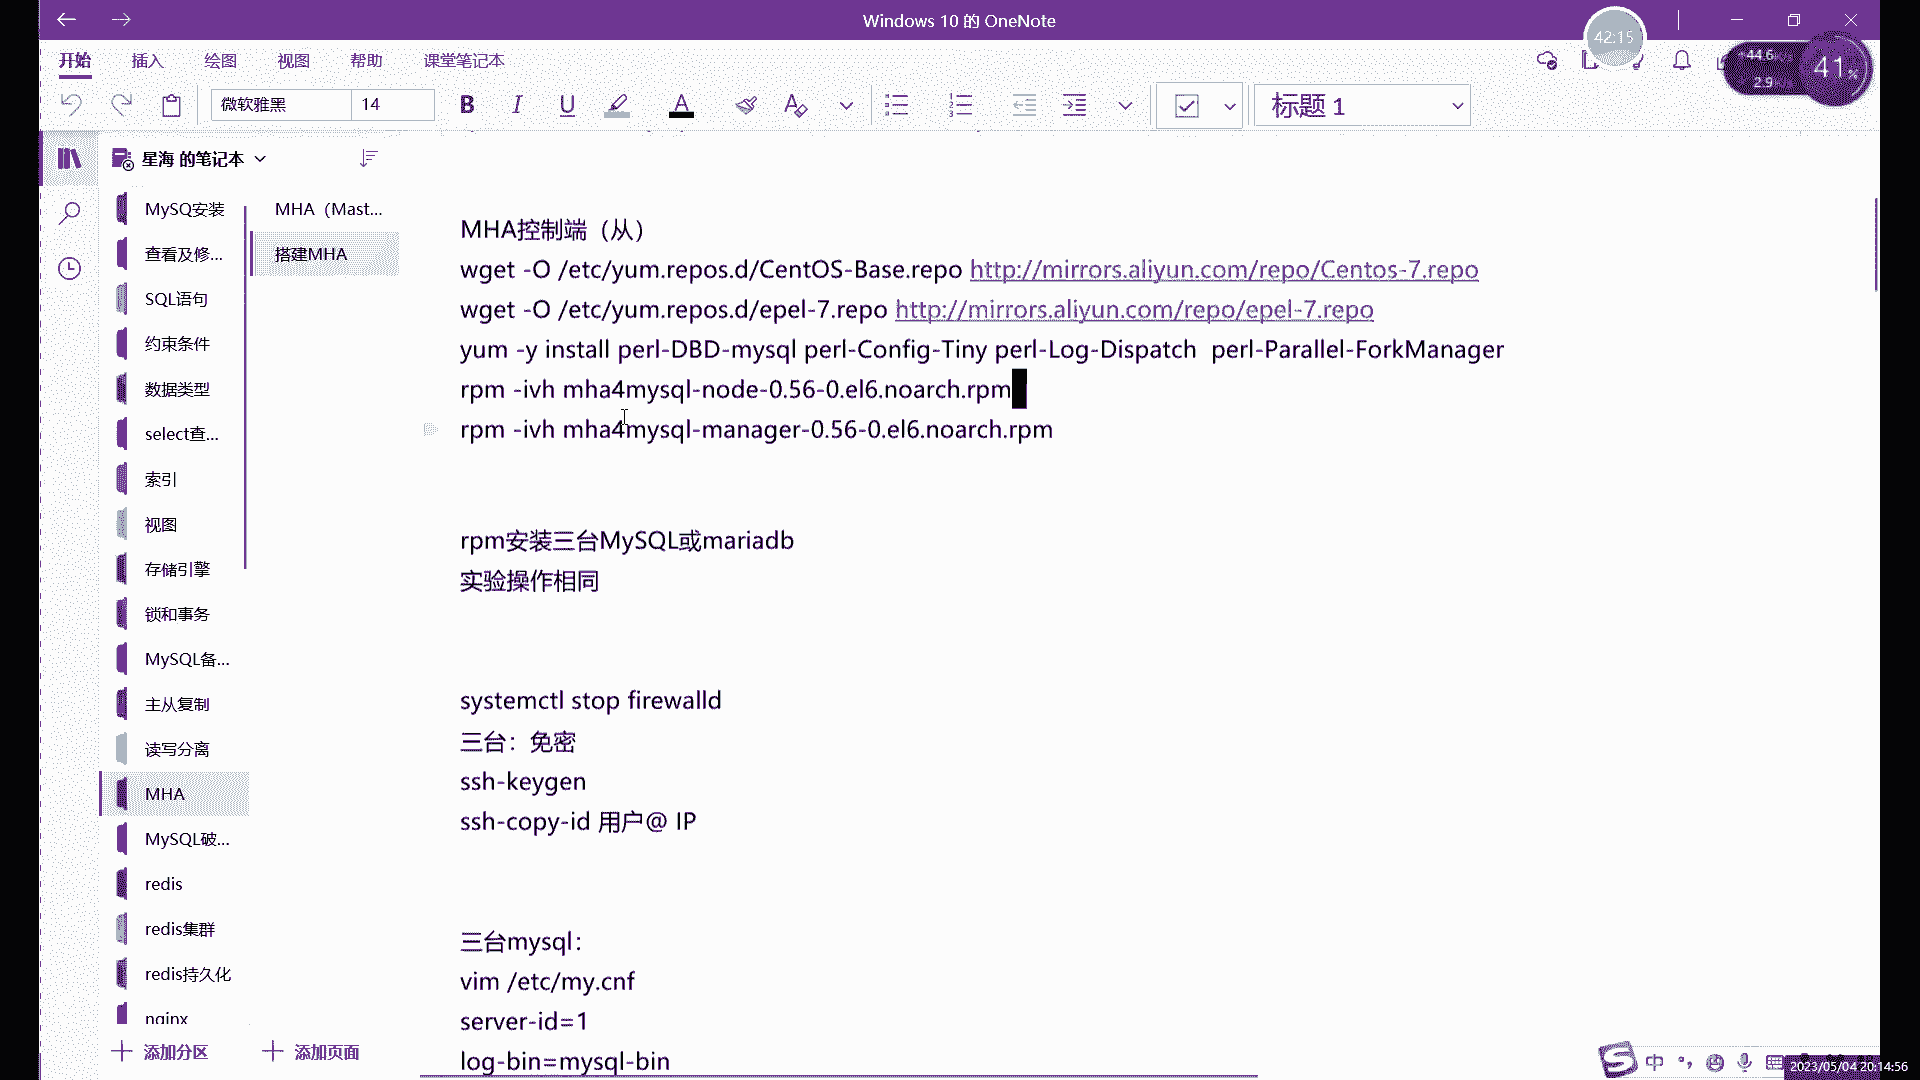 Windows 10 的 OneNote
42:15
开始 插入 绘图 视图 帮助 课堂笔记本
44.6
2.9
41%
微软雅黑 14 B I U A 标题 1
星海 的笔记本
MySQ安装
查看及修...
SQL语句
约束条件
数据类型
select查...
索引
视图
存储引擎
锁和事务
MySQL备...
主从复制
读写分离
MHA
MySQL破...
redis
redis集群
redis持久化
nginx
添加分区
MHA（Mast...
搭建MHA
添加页面
MHA控制端（从）
wget -O /etc/yum.repos.d/CentOS-Base.repo http://mirrors.aliyun.com/repo/Centos-7.repo
wget -O /etc/yum.repos.d/epel-7.repo http://mirrors.aliyun.com/repo/epel-7.repo
yum -y install perl-DBD-mysql perl-Config-Tiny perl-Log-Dispatch perl-Parallel-ForkManager
rpm -ivh mha4mysql-node-0.56-0.el6.noarch.rpm
rpm -ivh mha4mysql-manager-0.56-0.el6.noarch.rpm
rpm安装三台MySQL或mariadb
实验操作相同
systemctl stop firewalld
三台：免密
ssh-keygen
ssh-copy-id 用户@ IP
三台mysql：
vim /etc/my.cnf
server-id=1
log-bin=mysql-bin
中
2023/05/04 20:14:56